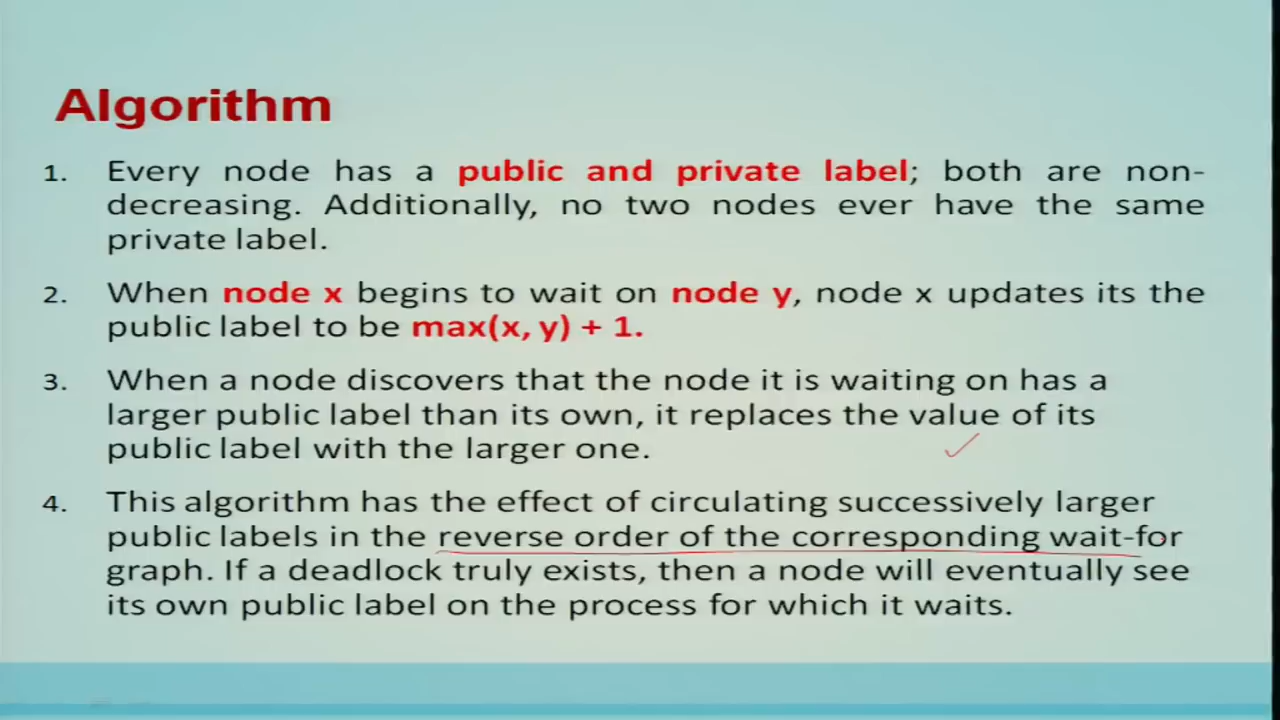 Algorithm
1. Every node has a public and private label; both are non-
decreasing. Additionally, no two nodes ever have the same
private label.
2. When node x begins to wait on node y, node x updates its the
public label to be max(x, y) + 1.
3. When a node discovers that the node it is waiting on has a
larger public label than its own, it replaces the value of its
public label with the larger one.
4. This algorithm has the effect of circulating successively larger
public labels in the reverse order of the corresponding wait-for
graph. If a deadlock truly exists, then a node will eventually see
its own public label on the process for which it waits.